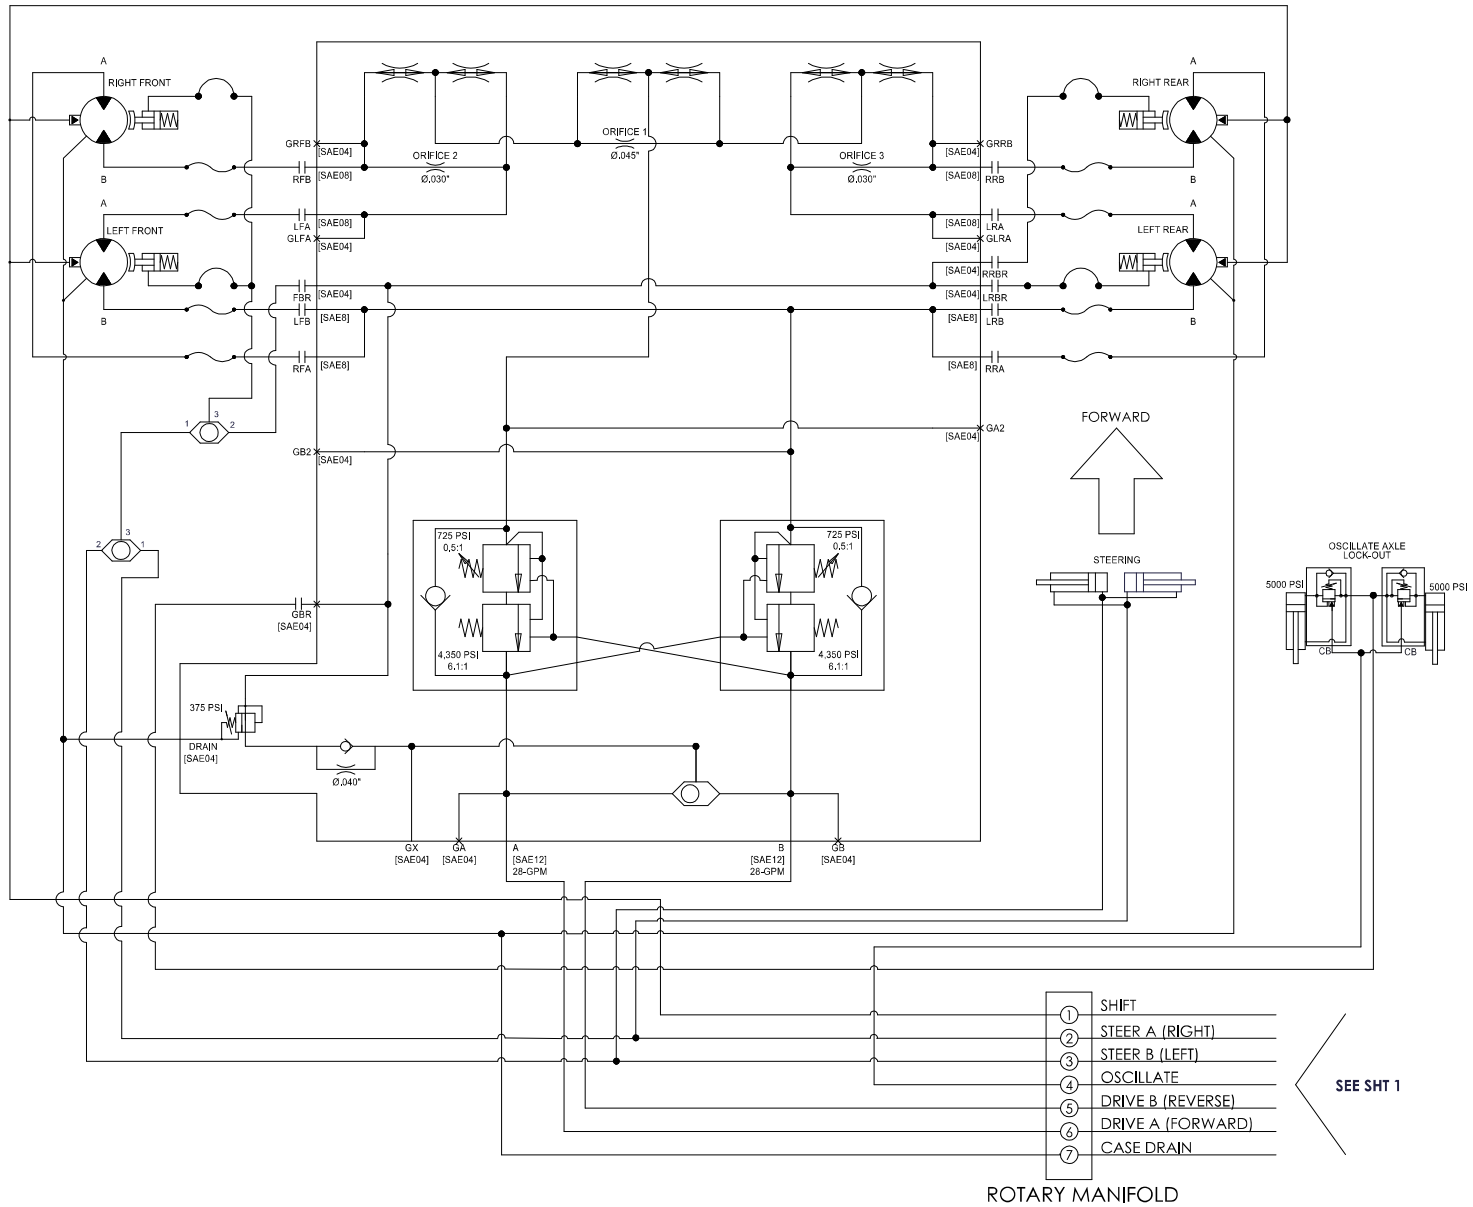 A
RIGHT FRONT
B
A
LEFT FRONT
B
GRFB
[SAE04]
[SAE08]
RFB
ORIFICE 2
Ø.030"
ORIFICE 1
Ø.045"
ORIFICE 3
Ø.030"
GRRB
[SAE04]
[SAE08]
RRB
A
RIGHT REAR
B
A
LEFT REAR
B
[SAE08]
LFA
GLFA
[SAE04]
[SAE08]
LRA
GLRA
[SAE04]
[SAE04]
RRBR
FBR
[SAE04]
[SAE04]
LRBR
LFB
[SAE8]
[SAE8]
LRB
RFA
[SAE8]
[SAE8]
RRA
1
3
2
GB2
[SAE04]
GA2
[SAE04]
FORWARD
2
3
1
725 PSI
0.5:1
4,350 PSI
6.1:1
725 PSI
0.5:1
4,350 PSI
6.1:1
STEERING
OSCILLATE AXLE
LOCK-OUT
5000 PSI
5000 PSI
CB
CB
GBR
[SAE04]
375 PSI
DRAIN
[SAE04]
Ø.040"
GX
[SAE04]
GA
[SAE04]
A
[SAE12]
28-GPM
B
[SAE12]
28-GPM
GB
[SAE04]
1 SHIFT
2 STEER A (RIGHT)
3 STEER B (LEFT)
4 OSCILLATE
5 DRIVE B (REVERSE)
6 DRIVE A (FORWARD)
7 CASE DRAIN
SEE SHT 1
ROTARY MANIFOLD